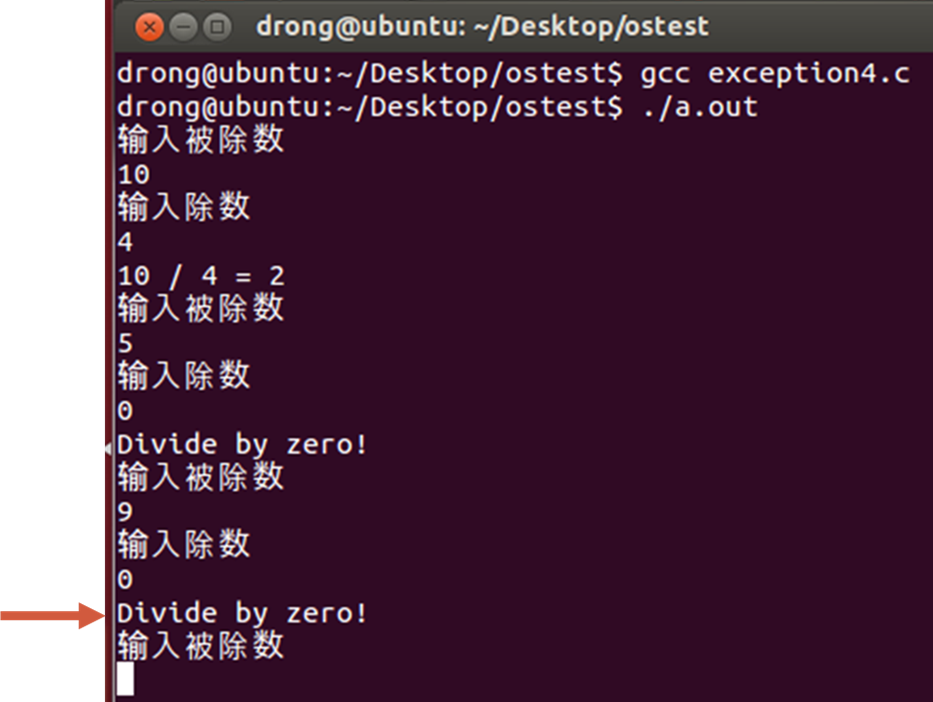 drong@ubuntu: ~/Desktop/ostest
drong@ubuntu:~/Desktop/ostest$ gcc exception4.c
drong@ubuntu:~/Desktop/ostest$ ./a.out
输入被除数
10
输入除数
4
10 / 4 = 2
输入被除数
5
输入除数
0
Divide by zero!
输入被除数
9
输入除数
0
Divide by zero!
输入被除数